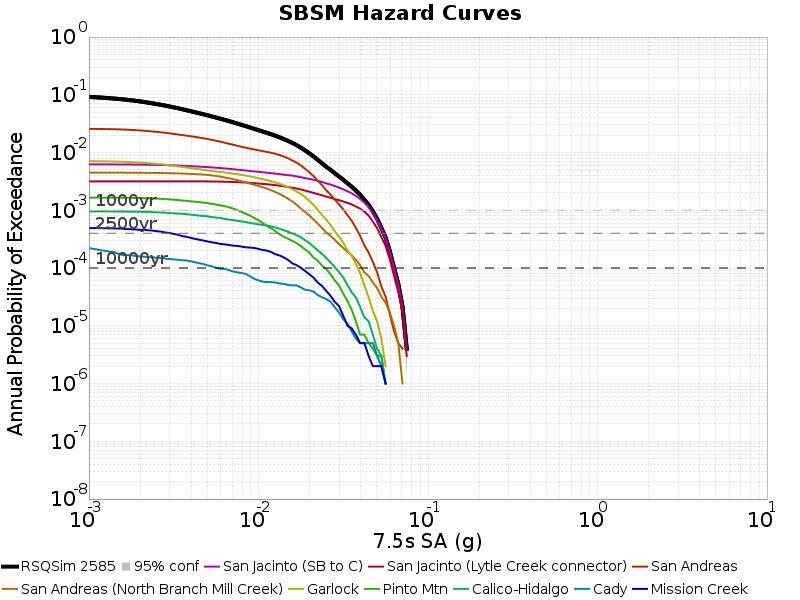 SBSM Hazard Curves
10^0
10^-1
10^-2
10^-3
10^-4
10^-5
10^-6
10^-7
10^-8
Annual Probability of Exceedance
1000yr
2500yr
10000yr
10^-3 10^-2 10^-1 10^0 10^1
7.5s SA (g)
RSQSim 2585 95% conf San Jacinto (SB to C) San Jacinto (Lytle Creek connector) San Andreas
San Andreas (North Branch Mill Creek) Garlock Pinto Mtn Calico-Hidalgo Cady Mission Creek